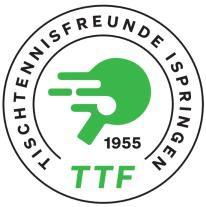 TISCHTENNISFREUNDE ISPRINGEN
1955
TTF